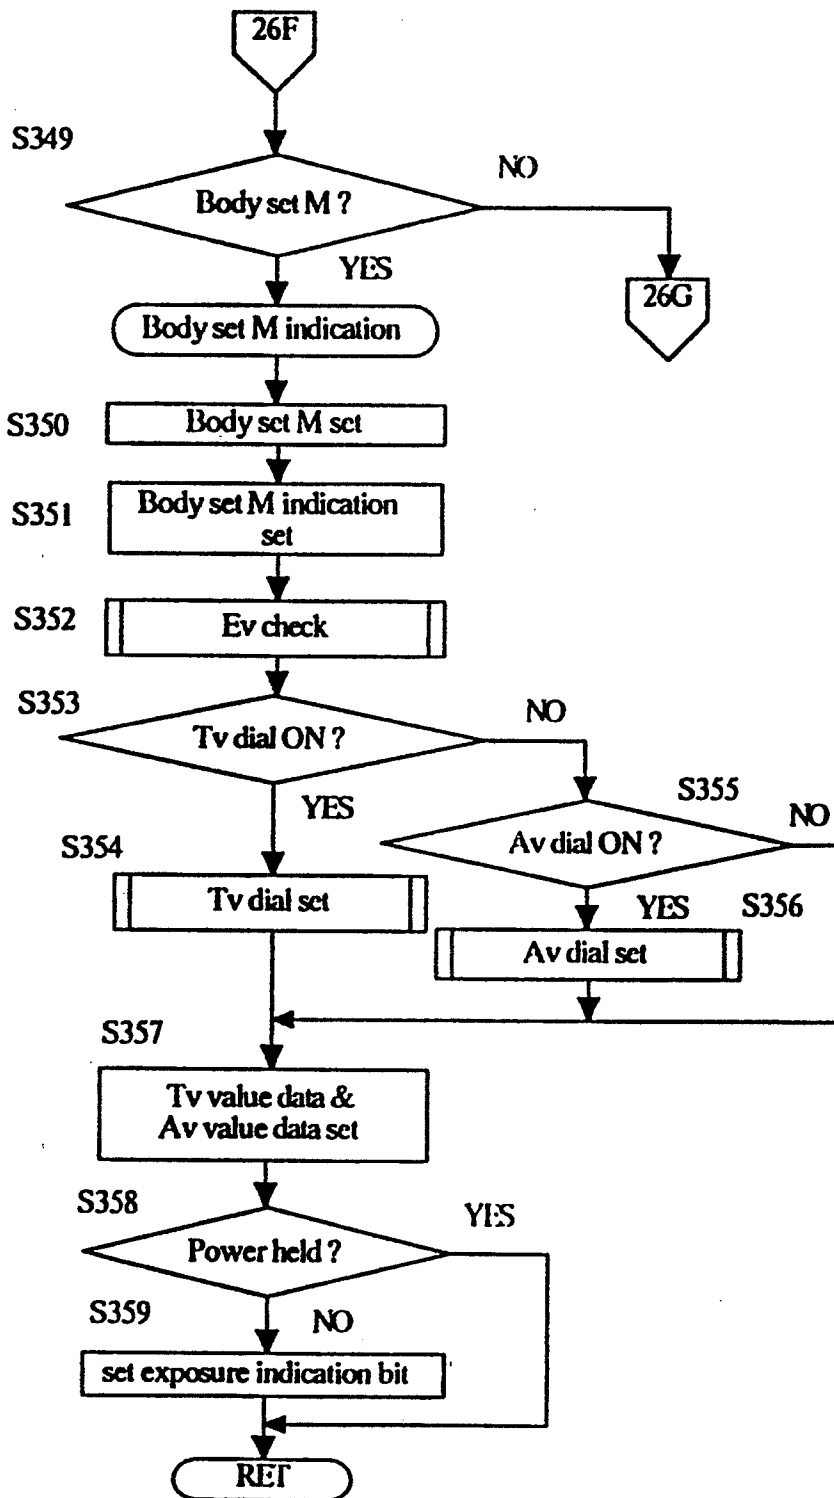 26F
S349
Body set M ?
NO
YES
26G
Body set M indication
S350
Body set M set
S351
Body set M indication
set
S352
Ev check
S353
Tv dial ON ?
NO
YES
S355
Av dial ON ?
NO
S354
Tv dial set
YES
S356
Av dial set
S357
Tv value data &
Av value data set
S358
Power held ?
YES
S359
NO
set exposure indication bit
RET